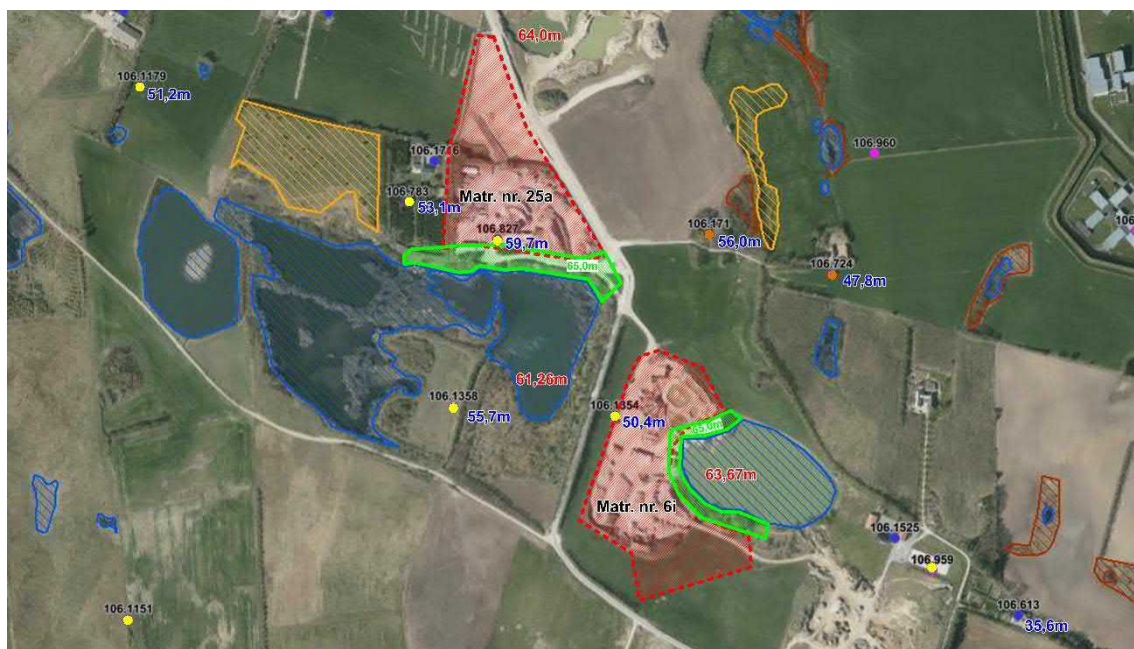 64,0m
106.1179
51,2m
106.1746
106.960
106.783
53,1m
Matr. nr. 25a
106.827
59,7m
106.171
56,0m
65,0m
106.724
47,8m
61,26m
106.1358
55,7m
106.1354
50,4m
65,0m
63,67m
Matr. nr. 6i
106.1525
106.959
106.1151
106.613
35,6m